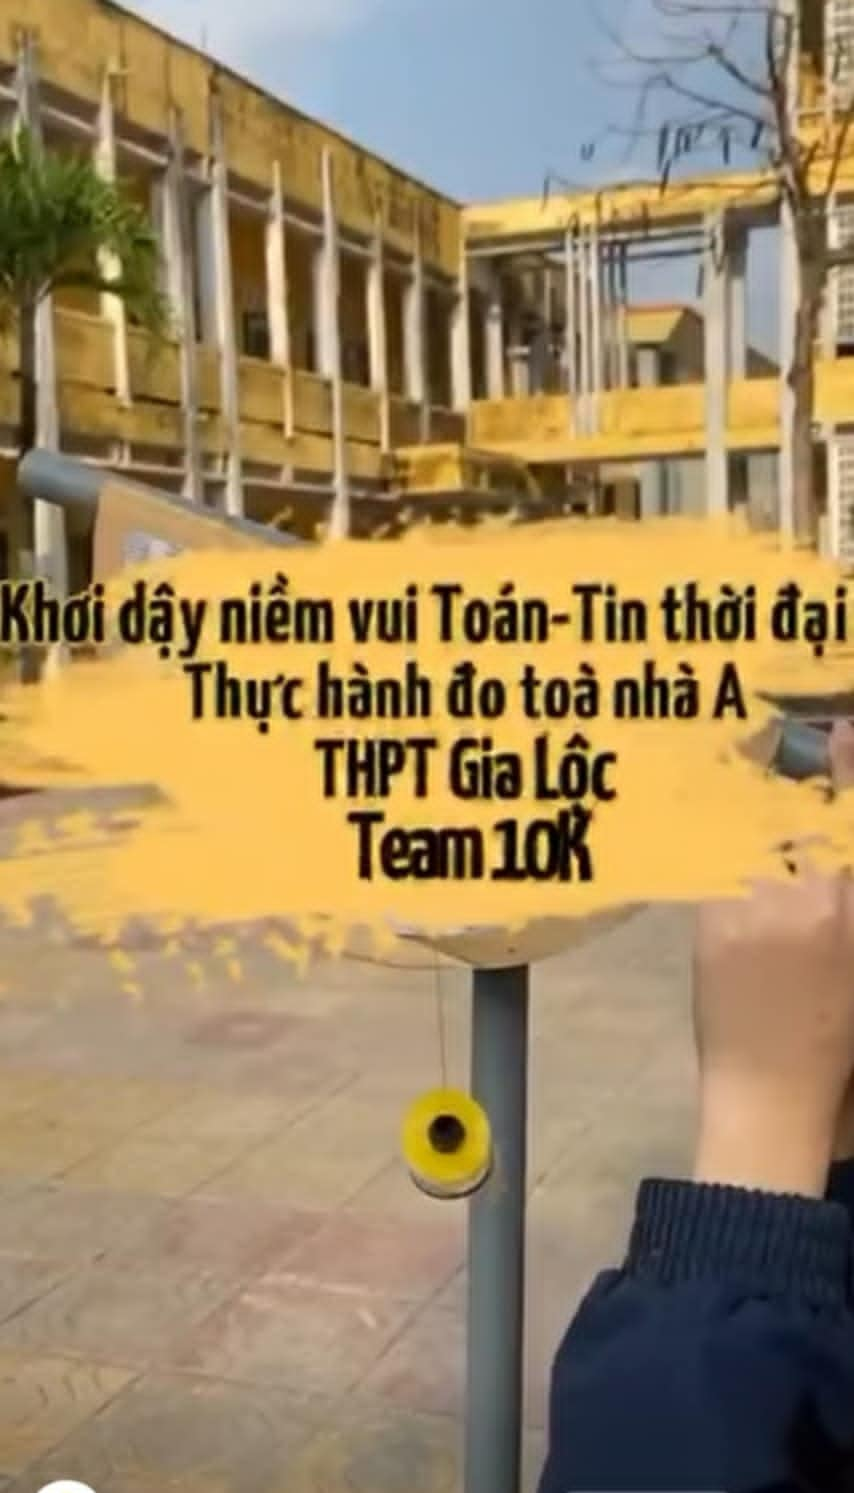 Khơi dậy niềm vui Toán-Tin thời đại
Thực hành đo toà nhà A
THPT Gia Lộc
Team 10K